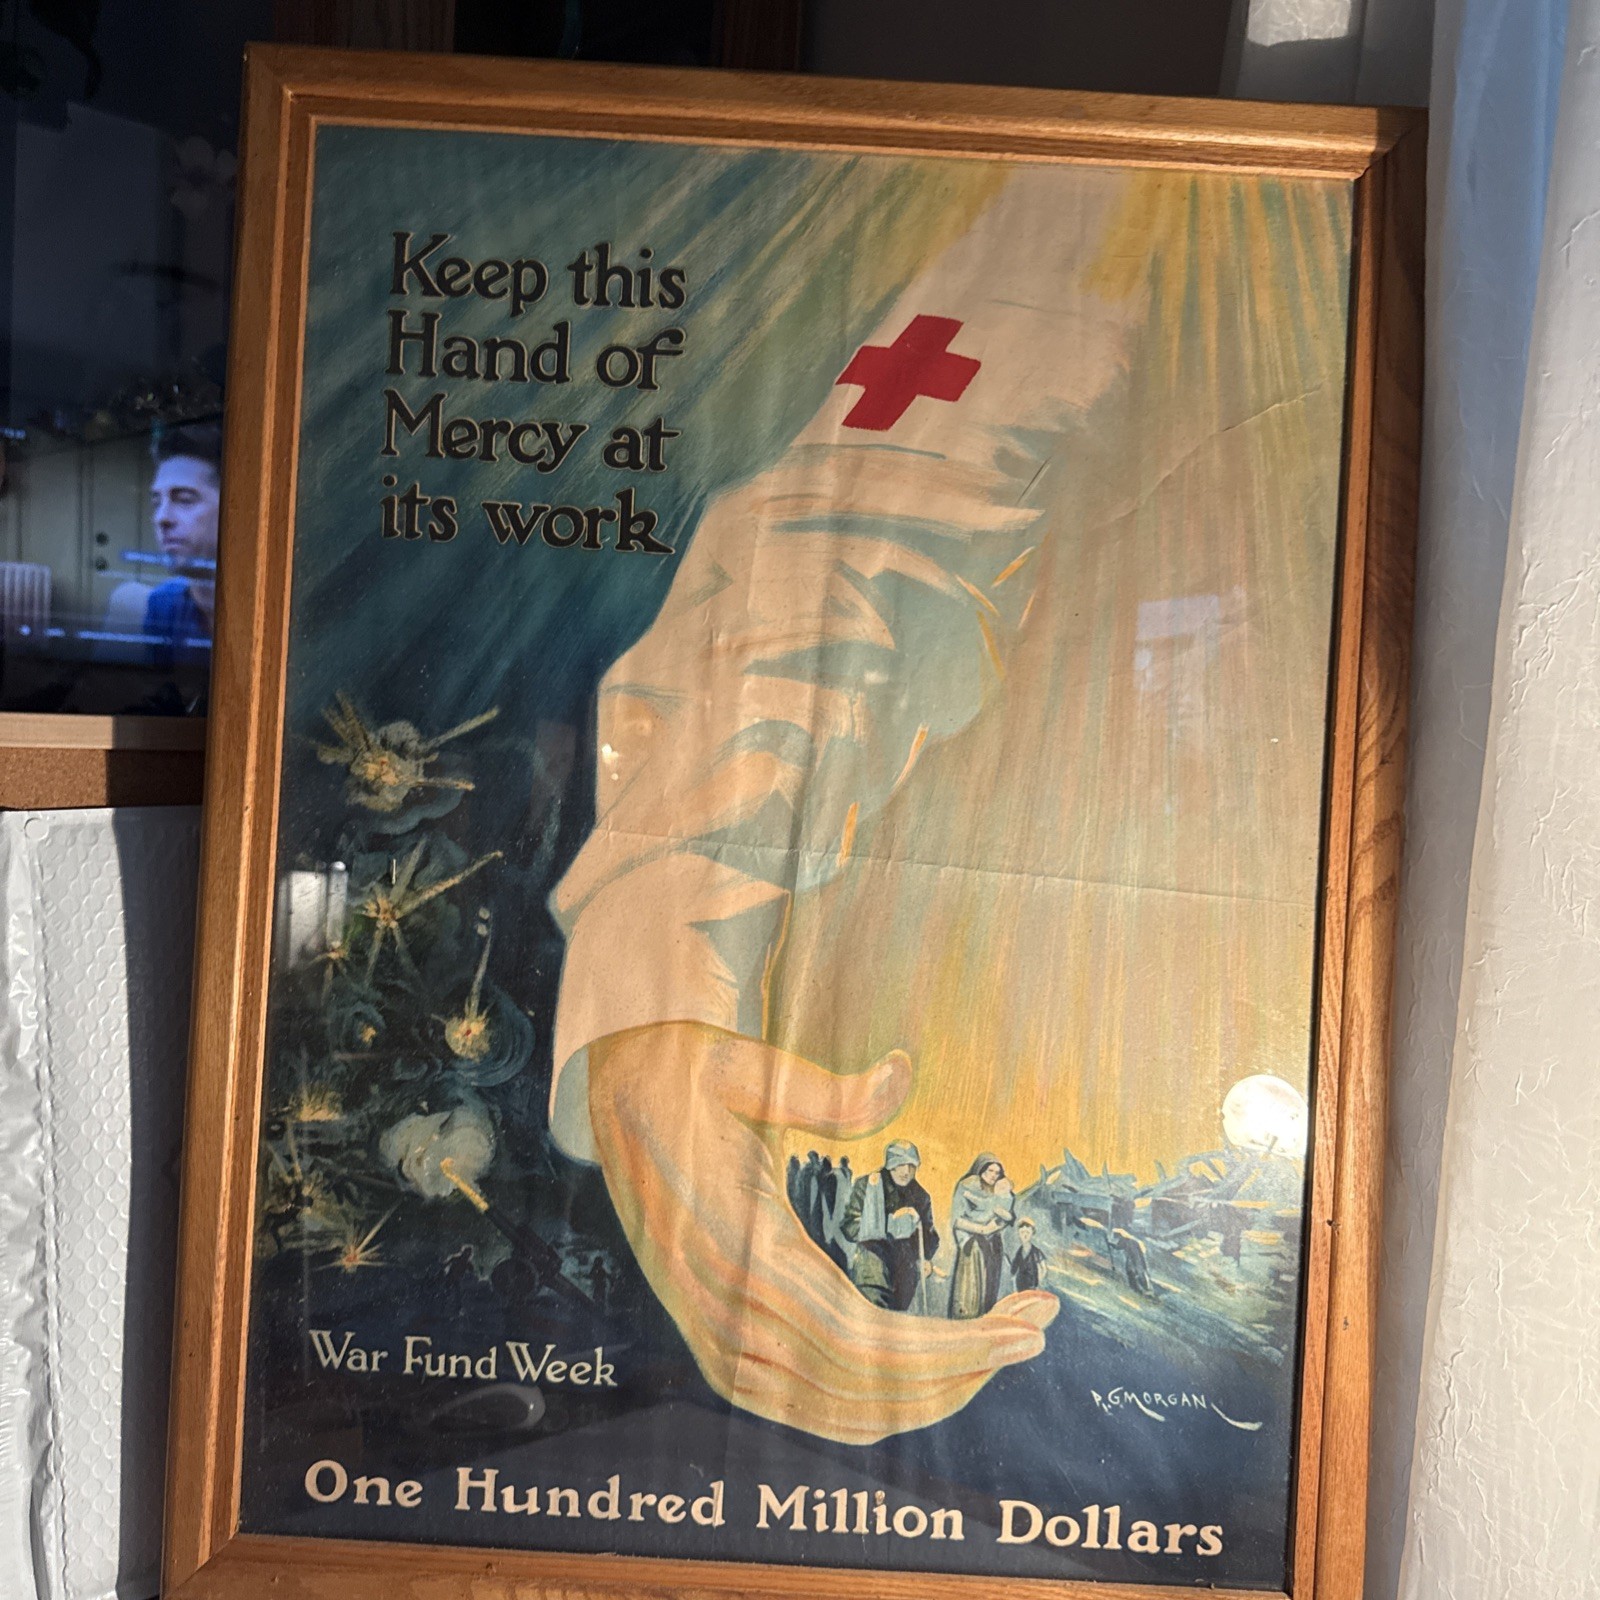 Keep this
Hand of
Mercy at
its work
War Fund Week
P.G.MORGAN
One Hundred Million Dollars